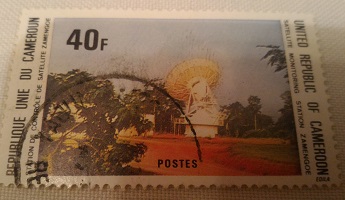 REPUBLIQUE UNIE DU CAMEROUN
STATION DE CONTROLE DE SATELLITE ZAMENGOE
40F
POSTES
UNITED REPUBLIC OF CAMEROON
SATELLITE MONITORING STATION ZAMENGOE